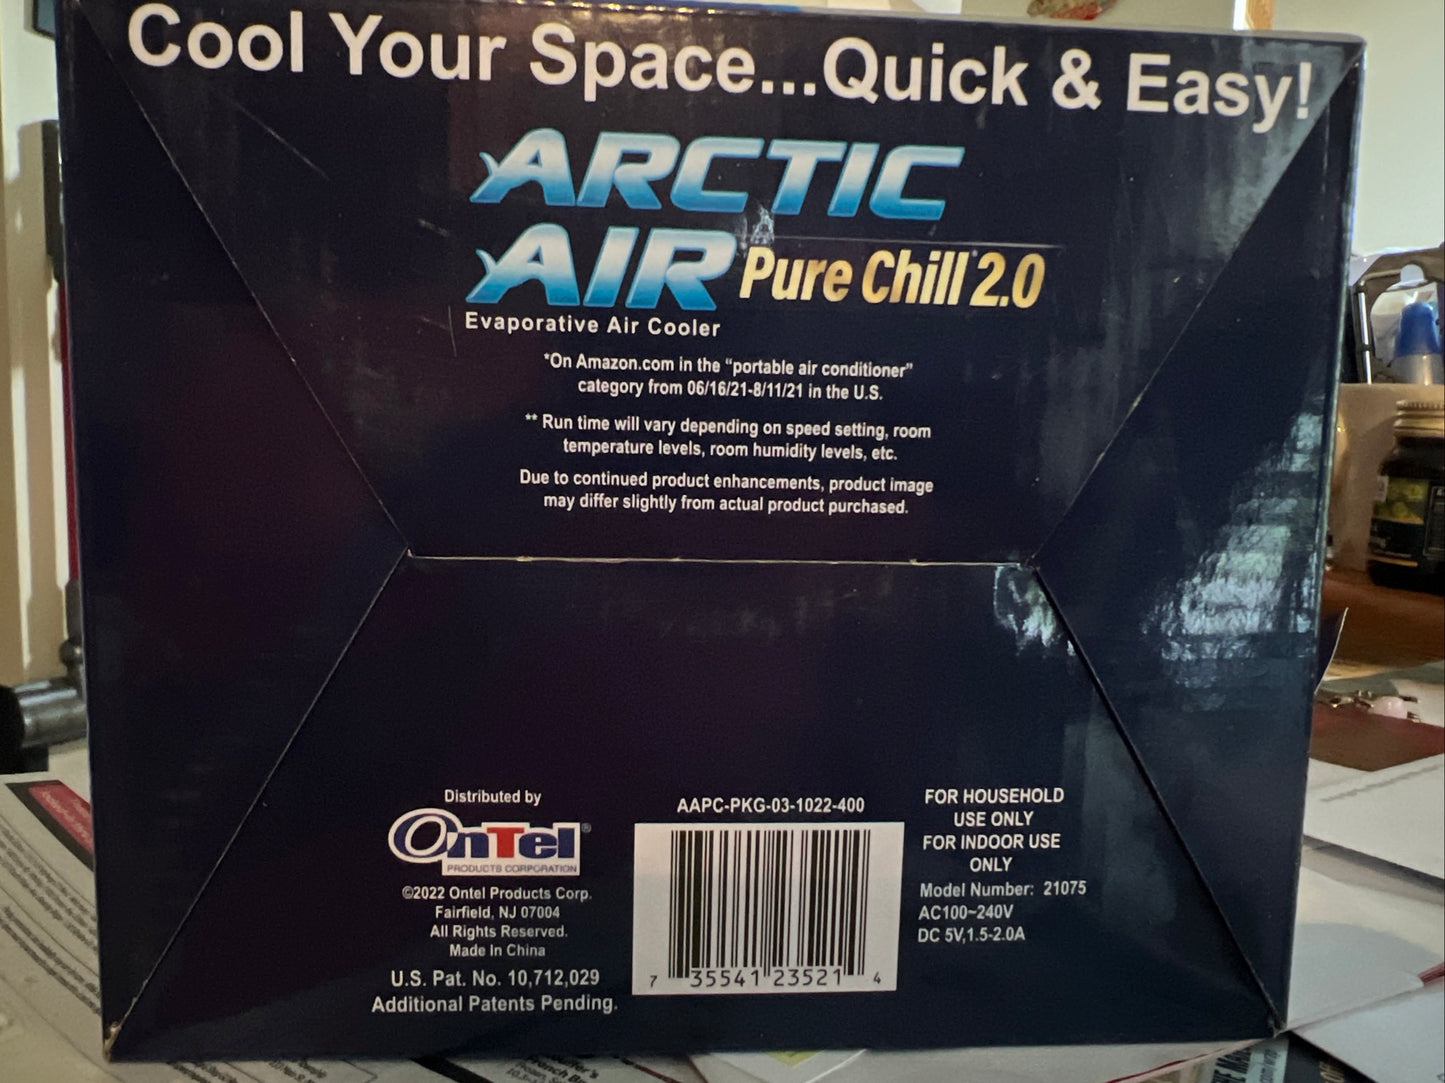 Cool Your Space...Quick & Easy!
ARCTIC
AIR Pure Chill® 2.0
Evaporative Air Cooler
*On Amazon.com in the “portable air conditioner”
category from 06/16/21-8/11/21 in the U.S.
** Run time will vary depending on speed setting, room
temperature levels, room humidity levels, etc.
Due to continued product enhancements, product image
may differ slightly from actual product purchased.
Distributed by
OnTel®
PRODUCTS CORPORATION
©2022 Ontel Products Corp.
Fairfield, NJ 07004
All Rights Reserved.
Made In China
U.S. Pat. No. 10,712,029
Additional Patents Pending.
AAPC-PKG-03-1022-400
7 35541 23521 4
FOR HOUSEHOLD
USE ONLY
FOR INDOOR USE
ONLY
Model Number: 21075
AC100~240V
DC 5V,1.5-2.0A